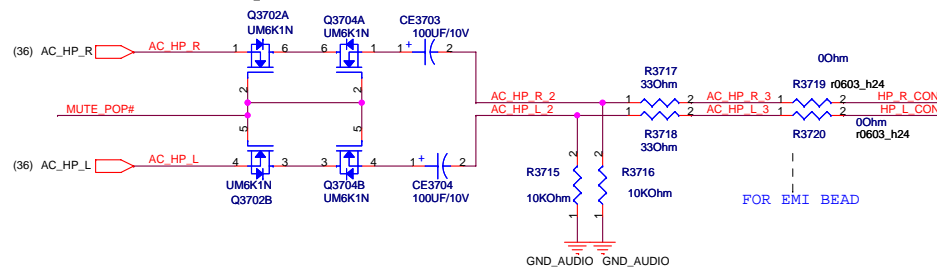 Q3702A
UM6K1N
Q3704A
UM6K1N
CE3703
100UF/10V
(36) AC_HP_R
AC_HP_R
1
6
6
1
1
+
2
2
2
MUTE_POP#
5
5
(36) AC_HP_L
AC_HP_L
4
3
3
4
1
+
2
UM6K1N
Q3702B
Q3704B
UM6K1N
CE3704
100UF/10V
AC_HP_R_2
AC_HP_L_2
R3717
33Ohm
1
2
1
2
R3718
33Ohm
AC_HP_R_3
AC_HP_L_3
0Ohm
R3719
r0603_h24
1
2
1
2
HP_R_CON
HP_L_CON
0Ohm
R3720
r0603_h24
2
2
R3715
R3716
10KOhm
10KOhm
1
1
GND_AUDIO
GND_AUDIO
FOR EMI BEAD